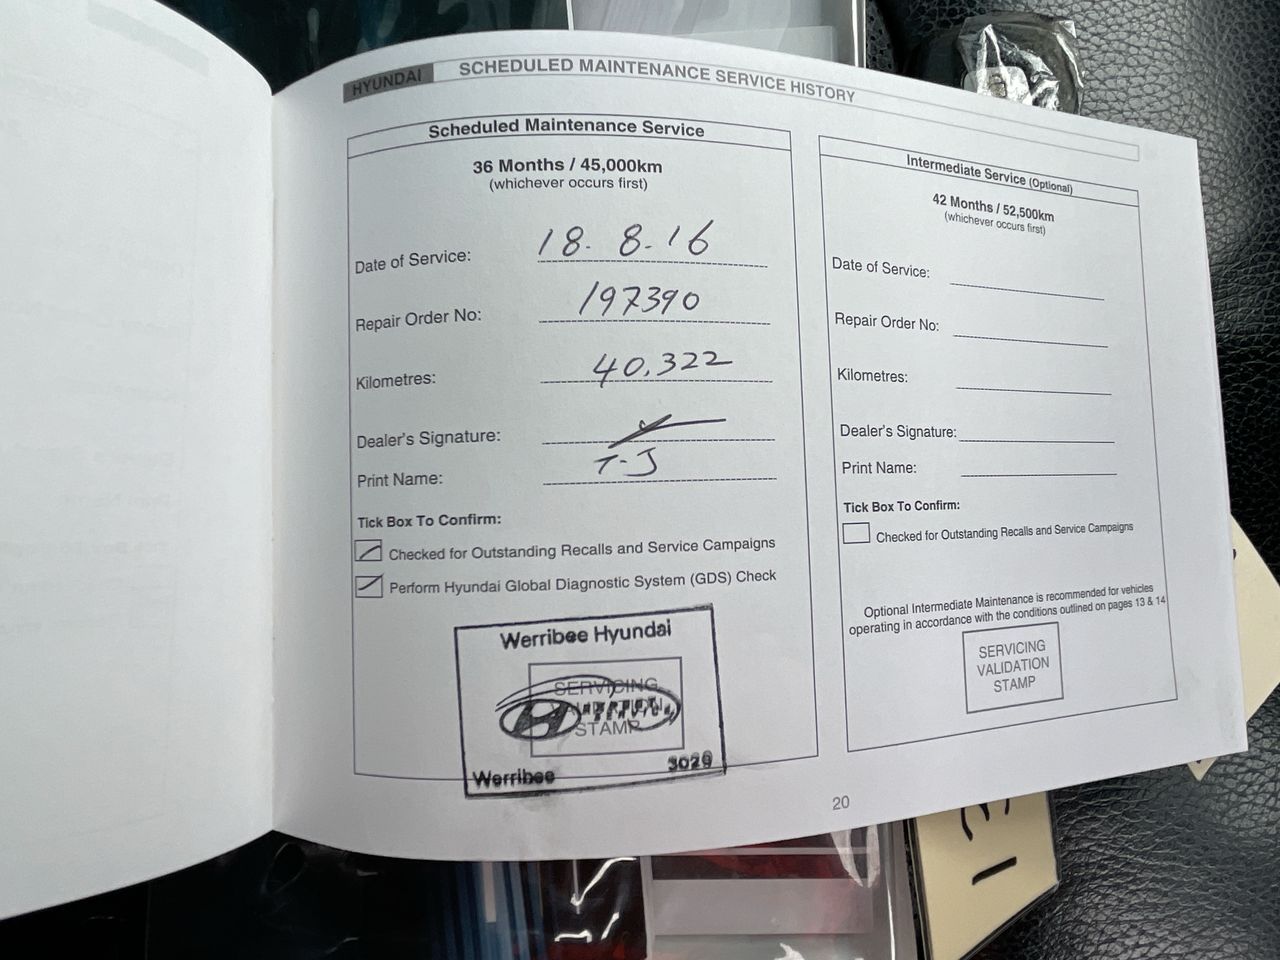 HYUNDAI SCHEDULED MAINTENANCE SERVICE HISTORY
Scheduled Maintenance Service
36 Months / 45,000km
(whichever occurs first)
Date of Service: 18. 8. 16
Repair Order No: 197390
Kilometres: 40,322
Dealer's Signature:
Print Name: T-J
Tick Box To Confirm:
Checked for Outstanding Recalls and Service Campaigns
Perform Hyundai Global Diagnostic System (GDS) Check
Werribee Hyundai
SERVICING
STAMP
Werribee 3029
Intermediate Service (Optional)
42 Months / 52,500km
(whichever occurs first)
Date of Service:
Repair Order No:
Kilometres:
Dealer's Signature:
Print Name:
Tick Box To Confirm:
Checked for Outstanding Recalls and Service Campaigns
Optional Intermediate Maintenance is recommended for vehicles
operating in accordance with the conditions outlined on pages 13 & 14
SERVICING
VALIDATION
STAMP
20